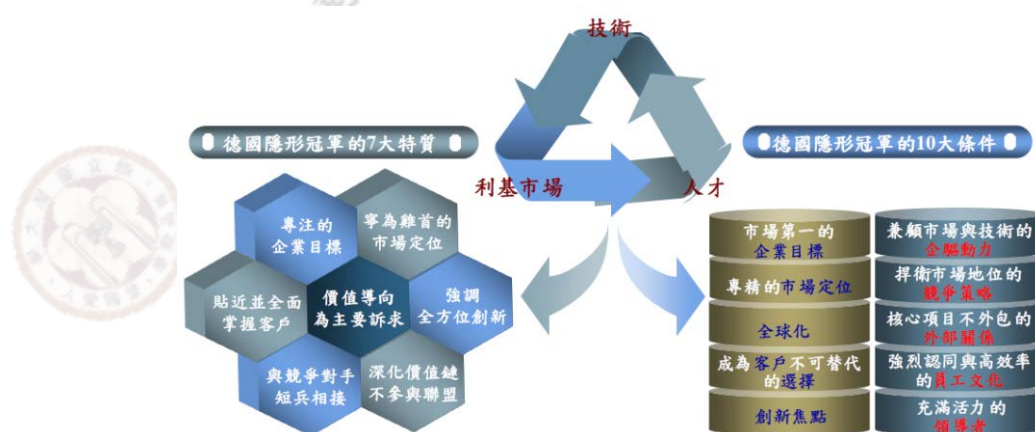 技術
利基市場
人才
德國隱形冠軍的7大特質
專注的
企業目標
寧為雞首的
市場定位
貼近並全面
掌握客戶
價值導向
為主要訴求
強調
全方位創新
與競爭對手
短兵相接
深化價值鏈
不參與聯盟
德國隱形冠軍的10大條件
市場第一的
企業目標
專精的市場定位
全球化
成為客戶不可替代
的選擇
創新焦點
兼顧市場與技術的
企驅動力
捍衛市場地位的
競爭策略
核心項目不外包的
外部關係
強烈認同與高效率
的員工文化
充滿活力的
領導者